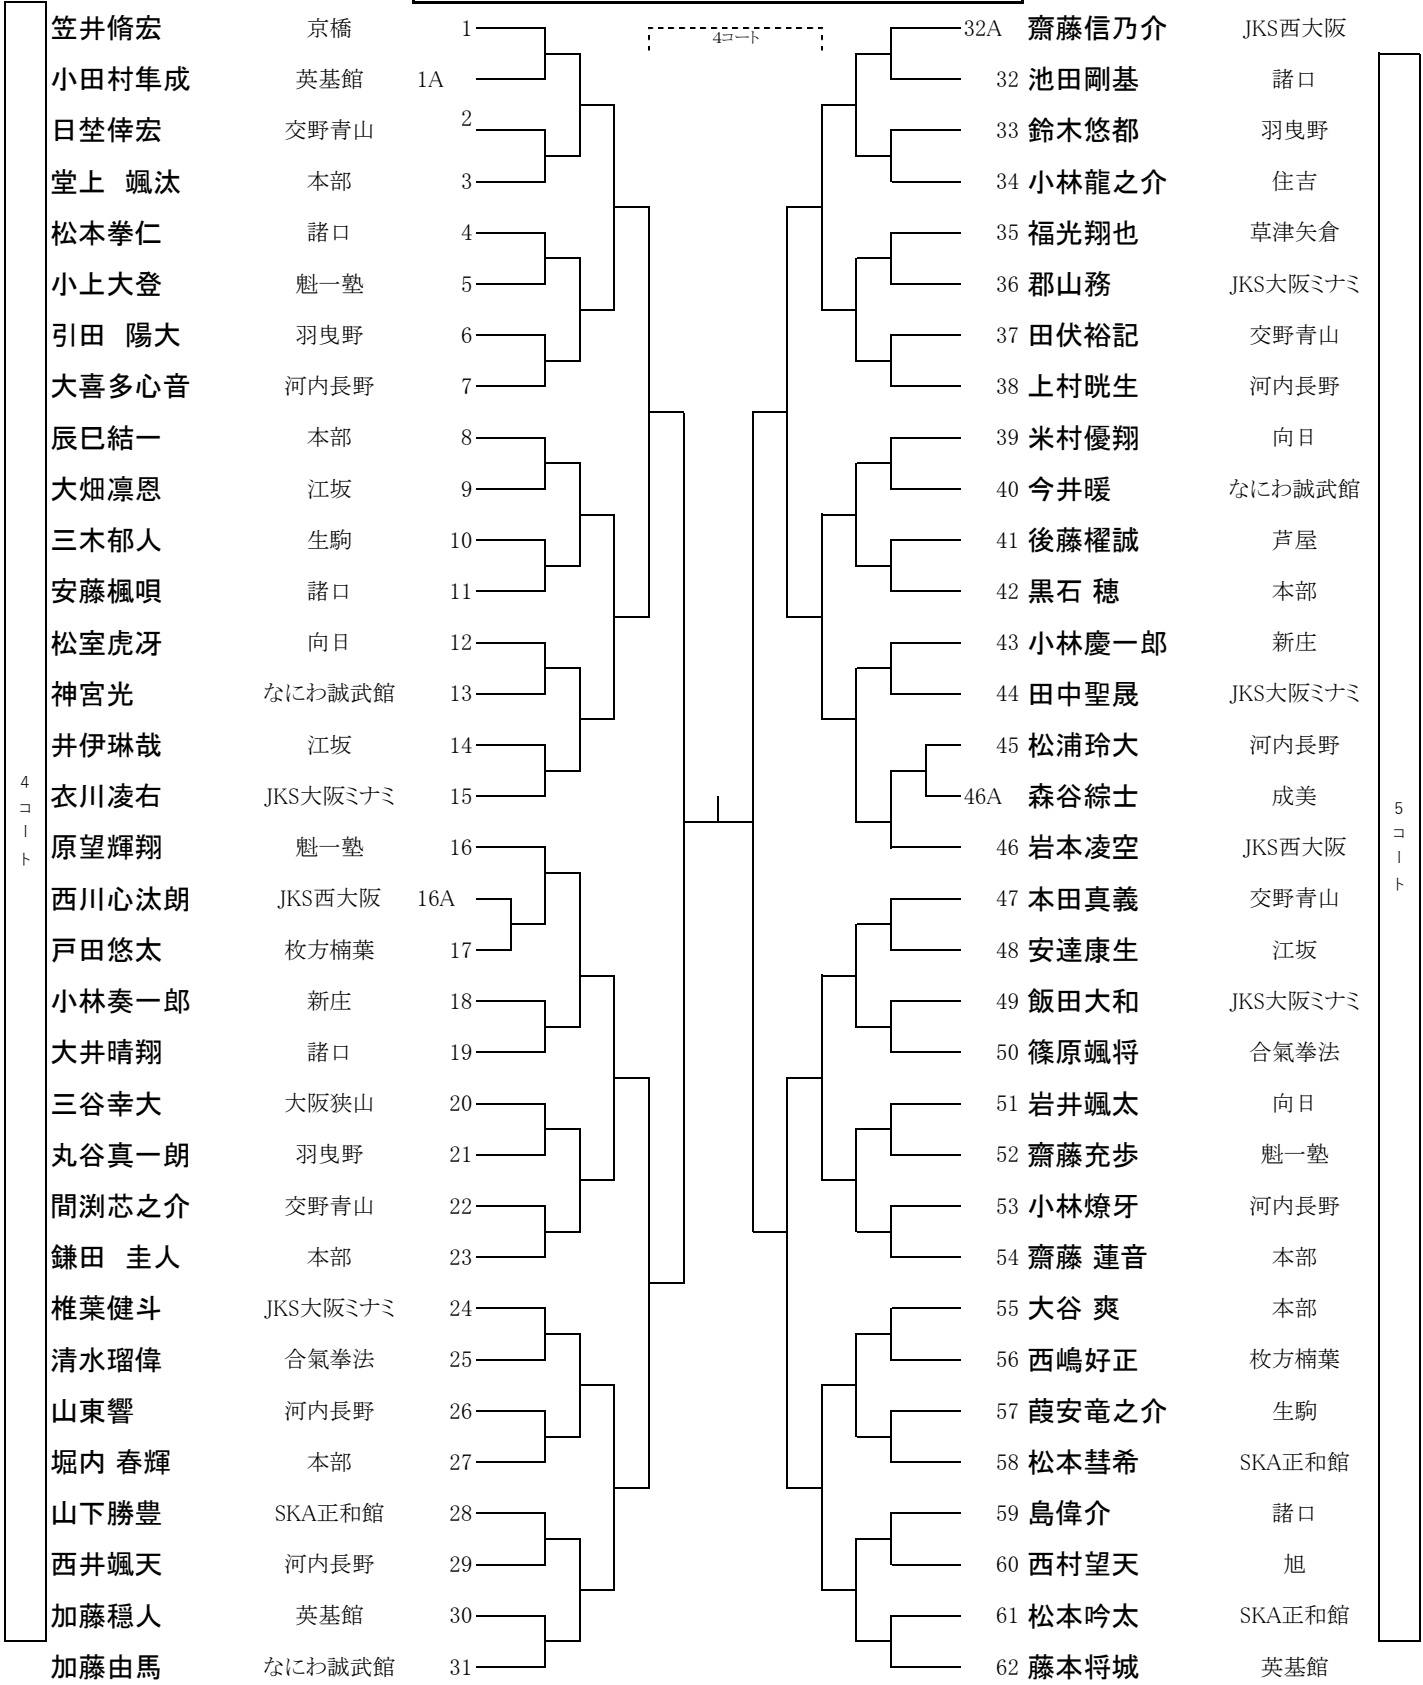 4コート
笠井脩宏 京橋 1
小田村隼成 英基館 1A
日埜倖宏 交野青山 2
堂上 颯汰 本部 3
松本拳仁 諸口 4
小上大登 魁一塾 5
引田 陽大 羽曳野 6
大喜多心音 河内長野 7
辰巳結一 本部 8
大畑凛恩 江坂 9
三木郁人 生駒 10
安藤楓唄 諸口 11
松室虎冴 向日 12
神宮光 なにわ誠武館 13
井伊琳哉 江坂 14
衣川凌右 JKS大阪ミナミ 15
原望輝翔 魁一塾 16
西川心汰朗 JKS西大阪 16A
戸田悠太 枚方楠葉 17
小林奏一郎 新庄 18
大井晴翔 諸口 19
三谷幸大 大阪狭山 20
丸谷真一朗 羽曳野 21
間渕芯之介 交野青山 22
鎌田 圭人 本部 23
椎葉健斗 JKS大阪ミナミ 24
清水瑠偉 合氣拳法 25
山東響 河内長野 26
堀内 春輝 本部 27
山下勝豊 SKA正和館 28
西井颯天 河内長野 29
加藤穏人 英基館 30
加藤由馬 なにわ誠武館 31
4コート
32A 齋藤信乃介 JKS西大阪
32 池田剛基 諸口
33 鈴木悠都 羽曳野
34 小林龍之介 住吉
35 福光翔也 草津矢倉
36 郡山務 JKS大阪ミナミ
37 田伏裕記 交野青山
38 上村晄生 河内長野
39 米村優翔 向日
40 今井暖 なにわ誠武館
41 後藤櫂誠 芦屋
42 黒石 穂 本部
43 小林慶一郎 新庄
44 田中聖晟 JKS大阪ミナミ
45 松浦玲大 河内長野
46A 森谷綜士 成美
46 岩本凌空 JKS西大阪
47 本田真義 交野青山
48 安達康生 江坂
49 飯田大和 JKS大阪ミナミ
50 篠原颯将 合氣拳法
51 岩井颯太 向日
52 齋藤充歩 魁一塾
53 小林燎牙 河内長野
54 齋藤 蓮音 本部
55 大谷 爽 本部
56 西嶋好正 枚方楠葉
57 葭安竜之介 生駒
58 松本彗希 SKA正和館
59 島偉介 諸口
60 西村望天 旭
61 松本吟太 SKA正和館
62 藤本将城 英基館
5コート